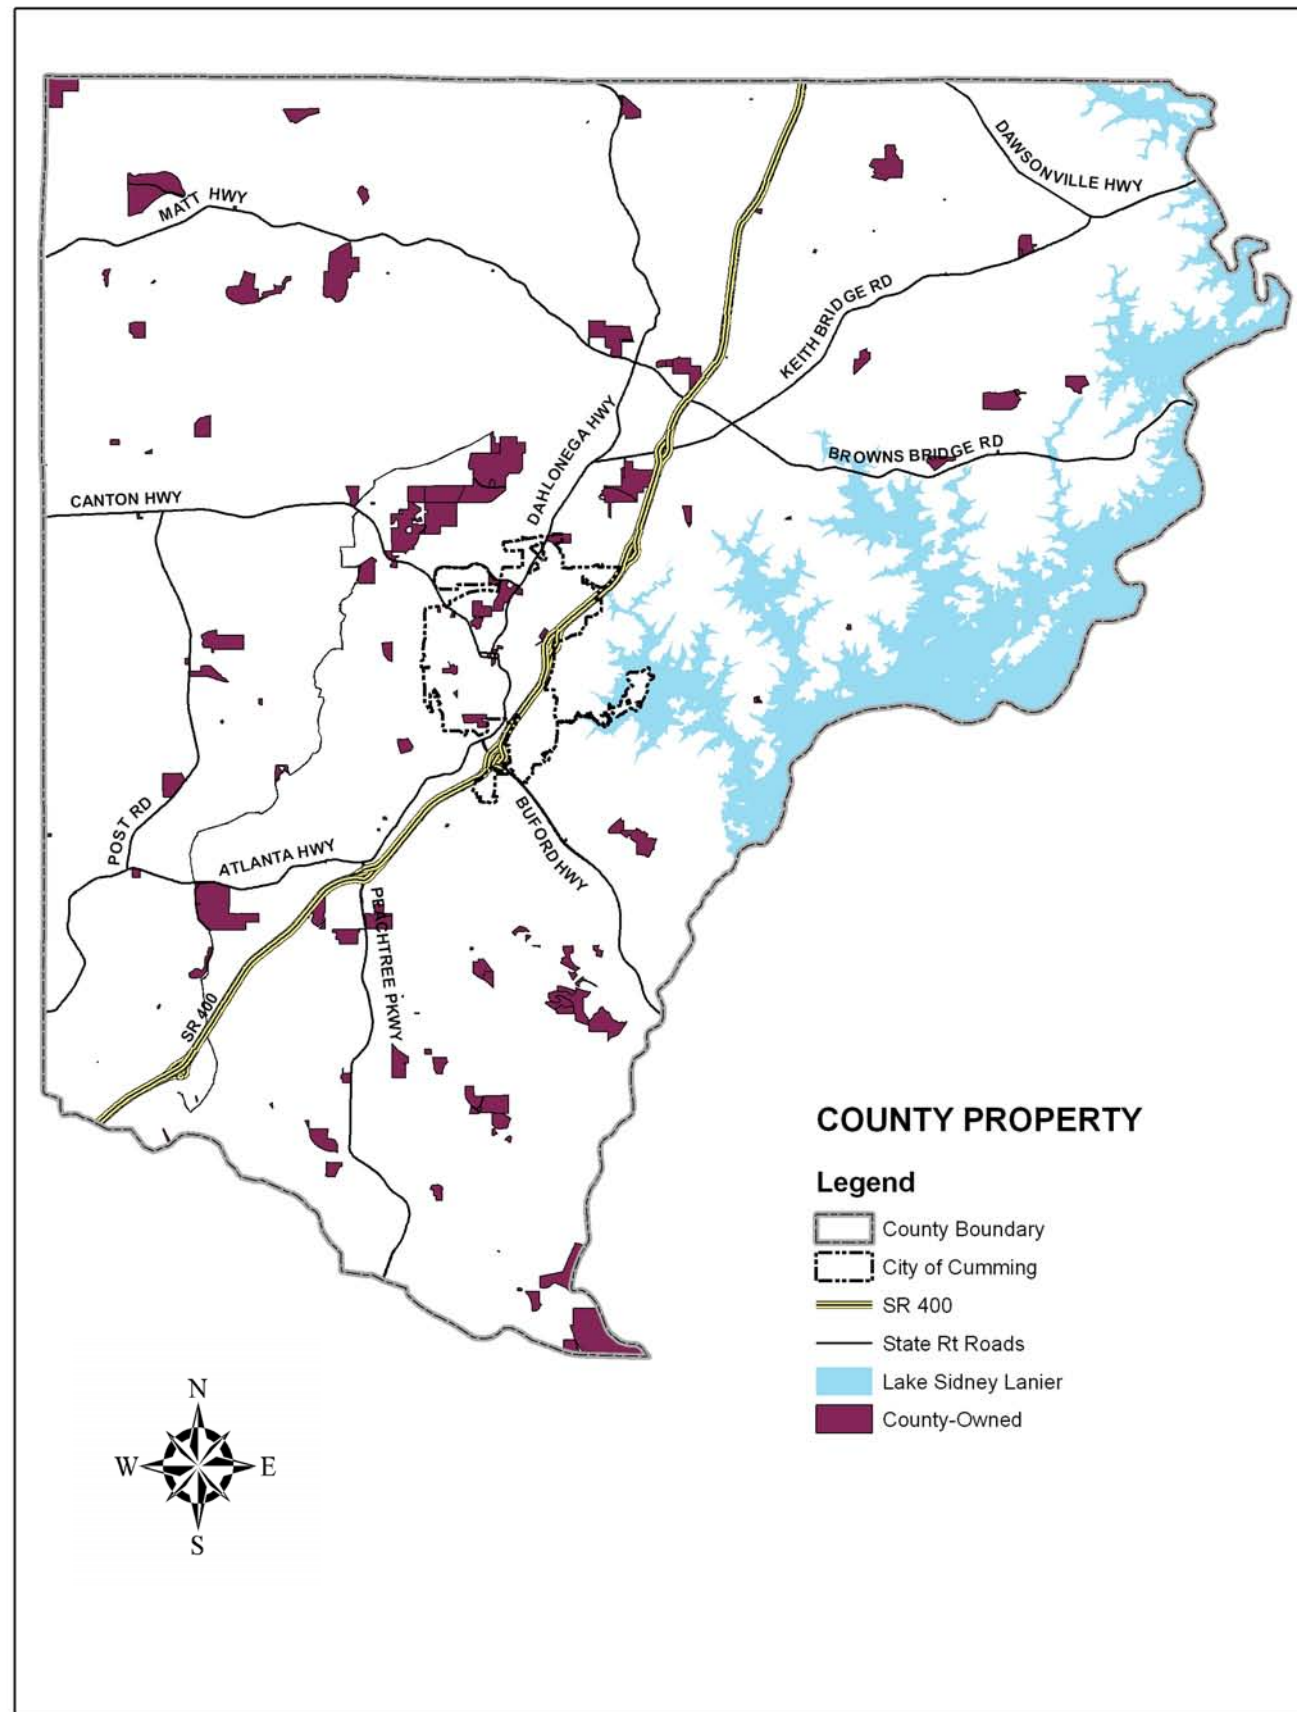 DAWSONVILLE HWY
MATT HWY
KEITH BRIDGE RD
DAHLONEGA HWY
BROWNS BRIDGE RD
CANTON HWY
POST RD
ATLANTA HWY
BUFORD HWY
PEACHTREE PKWY
SR 400
COUNTY PROPERTY
Legend
County Boundary
City of Cumming
SR 400
State Rt Roads
Lake Sidney Lanier
County-Owned
N
W E
S